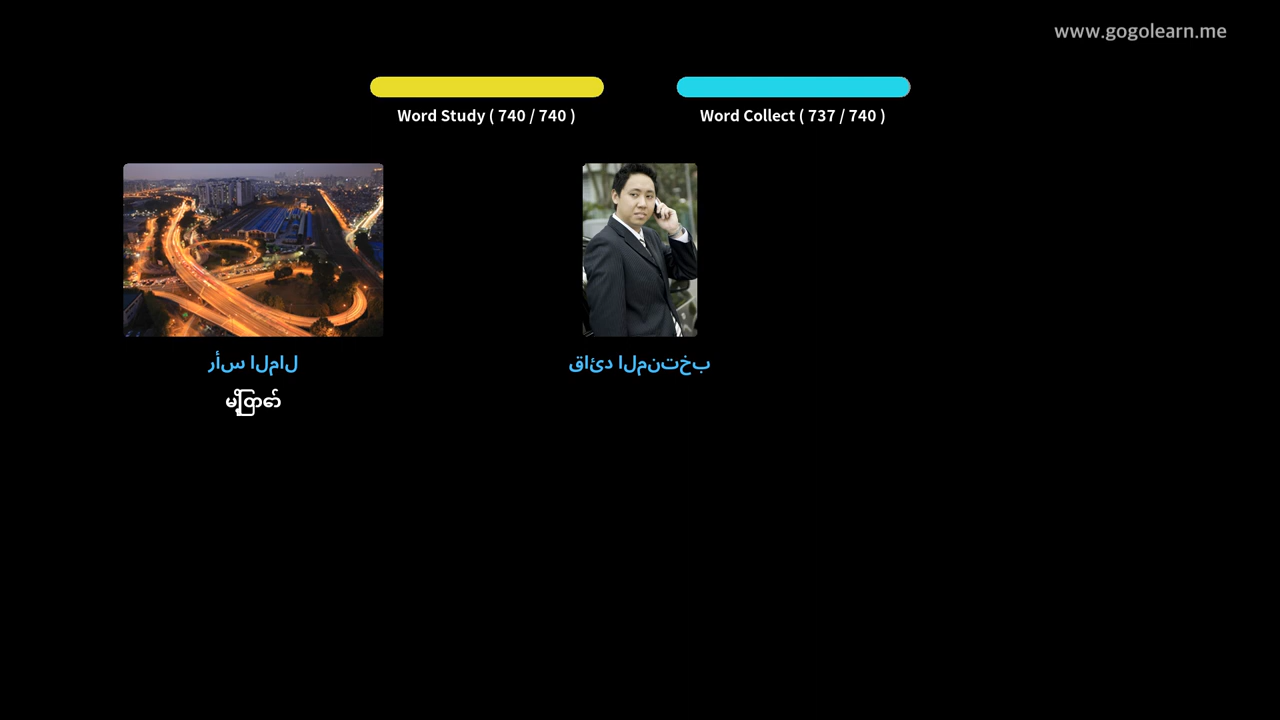 www.gogolearn.me
Word Study ( 740 / 740 )
Word Collect ( 737 / 740 )
رأس المال
قائد المنتخب
မြို့တော်